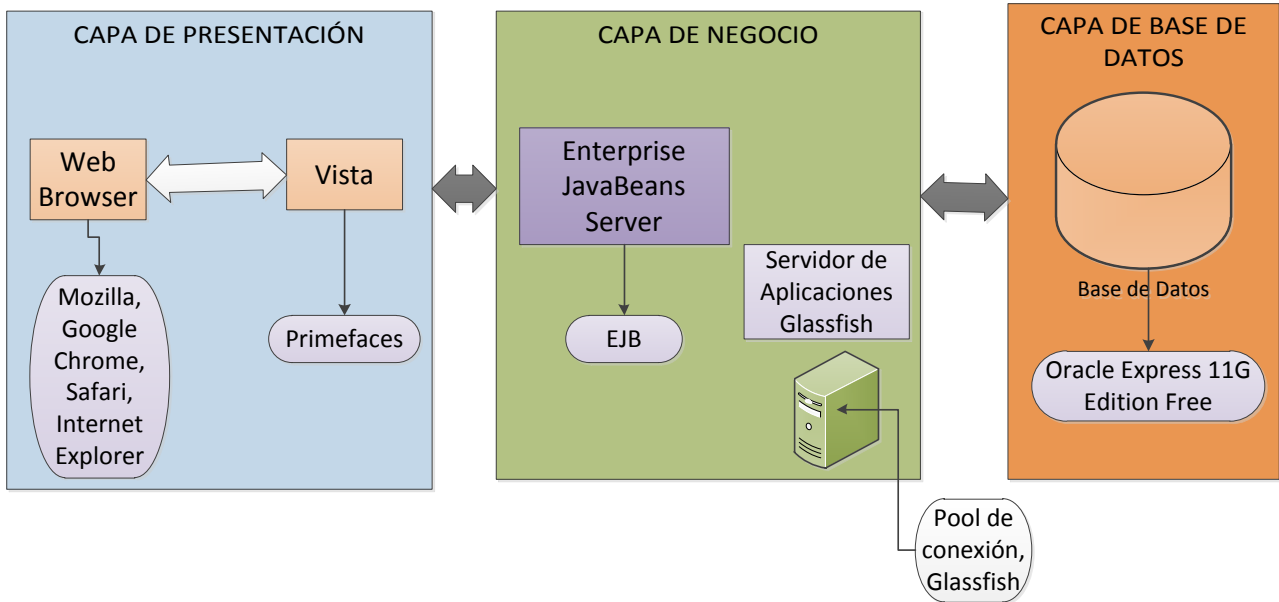 CAPA DE PRESENTACIÓN
Web
Browser
Vista
Mozilla,
Google
Chrome,
Safari,
Internet
Explorer
Primefaces
CAPA DE NEGOCIO
Enterprise
JavaBeans
Server
EJB
Servidor de
Aplicaciones
Glassfish
Pool de
conexión,
Glassfish
CAPA DE BASE DE
DATOS
Base de Datos
Oracle Express 11G
Edition Free